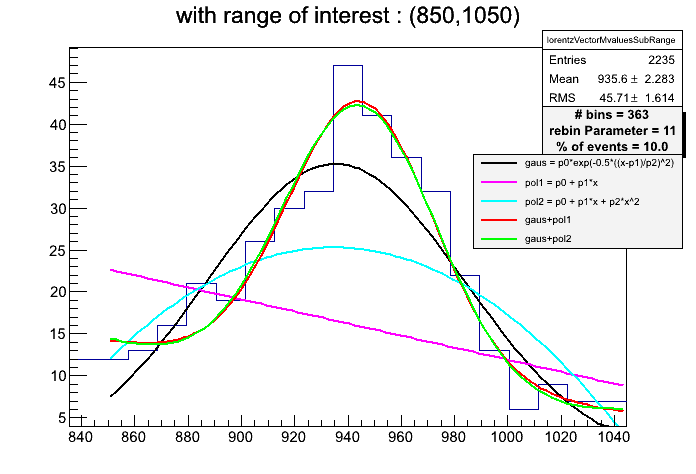 with range of interest : (850,1050)
lorentzVectorMvaluesSubRange
Entries 2235
Mean 935.6 ± 2.283
RMS 45.71 ± 1.614
# bins = 363
rebin Parameter = 11
% of events = 10.0
gaus = p0*exp(-0.5*((x-p1)/p2)^2)
pol1 = p0 + p1*x
pol2 = p0 + p1*x + p2*x^2
gaus+pol1
gaus+pol2
45
40
35
30
25
20
15
10
5
840 860 880 900 920 940 960 980 1000 1020 1040